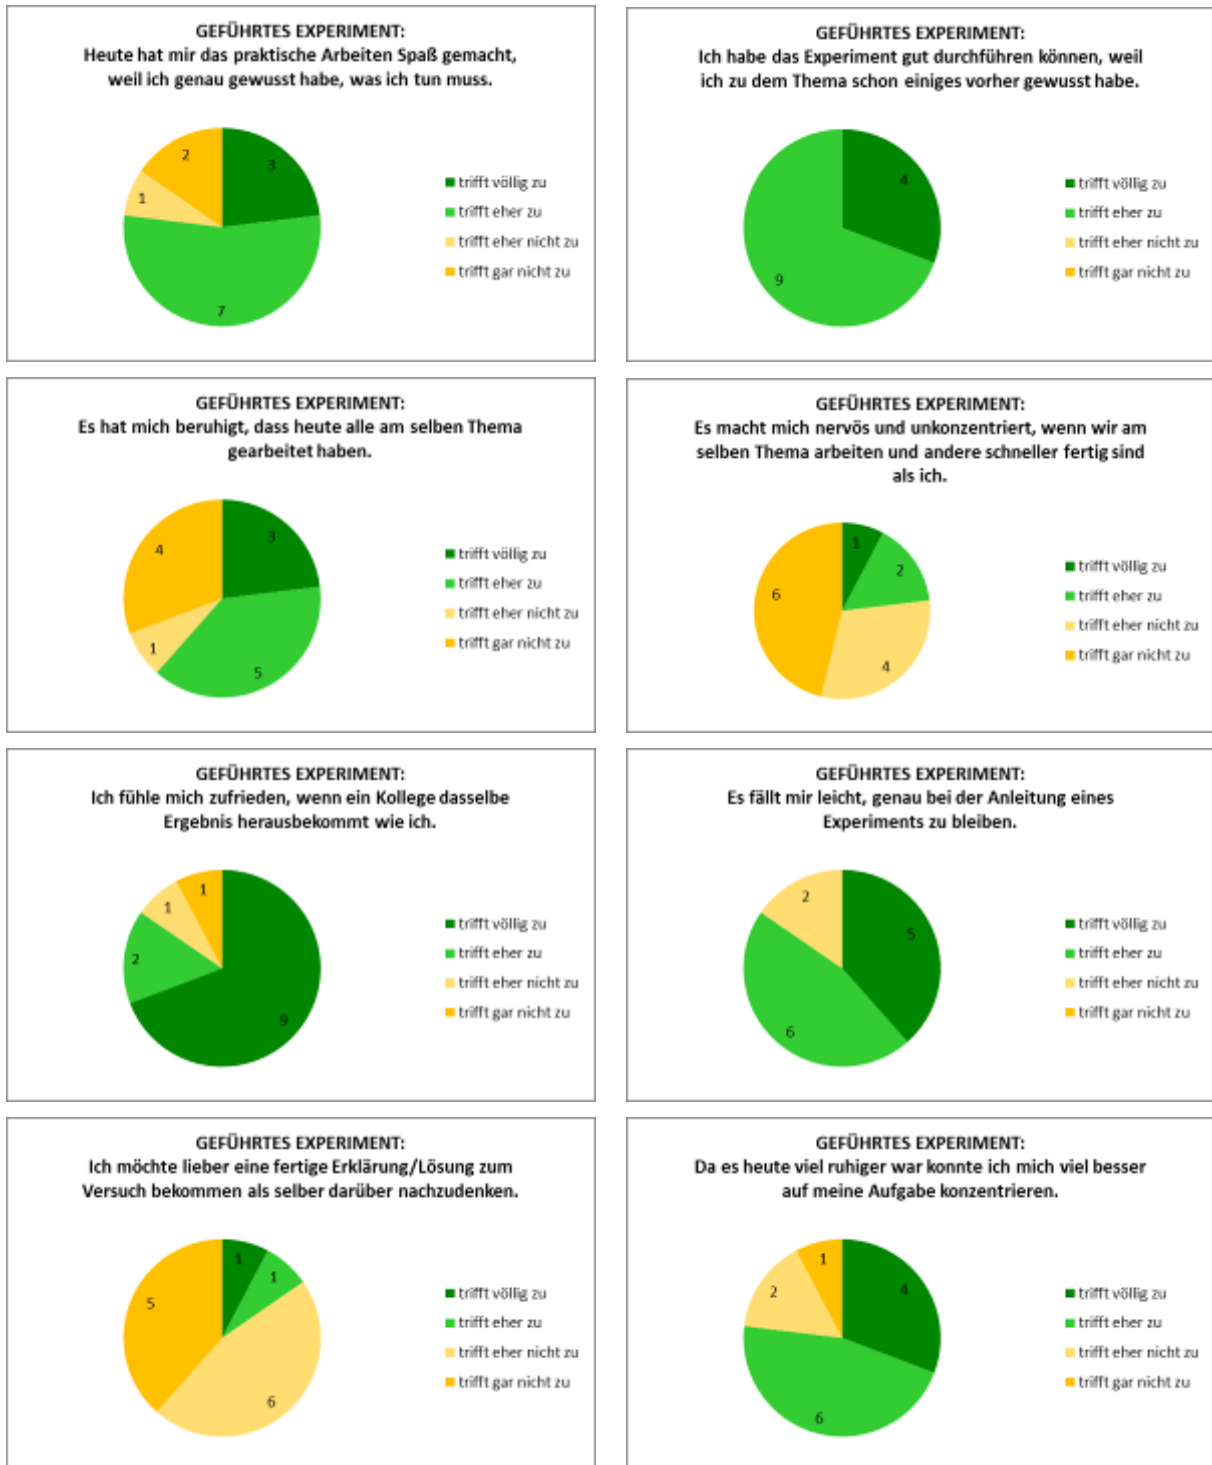 GEFÜHRTES EXPERIMENT:
Heute hat mir das praktische Arbeiten Spaß gemacht,
weil ich genau gewusst habe, was ich tun muss.
2
3
1
7
trifft völlig zu
trifft eher zu
trifft eher nicht zu
trifft gar nicht zu
GEFÜHRTES EXPERIMENT:
Ich habe das Experiment gut durchführen können, weil
ich zu dem Thema schon einiges vorher gewusst habe.
4
9
trifft völlig zu
trifft eher zu
trifft eher nicht zu
trifft gar nicht zu
GEFÜHRTES EXPERIMENT:
Es hat mich beruhigt, dass heute alle am selben Thema
gearbeitet haben.
3
4
1
5
trifft völlig zu
trifft eher zu
trifft eher nicht zu
trifft gar nicht zu
GEFÜHRTES EXPERIMENT:
Es macht mich nervös und unkonzentriert, wenn wir am
selben Thema arbeiten und andere schneller fertig sind
als ich.
1
2
6
4
trifft völlig zu
trifft eher zu
trifft eher nicht zu
trifft gar nicht zu
GEFÜHRTES EXPERIMENT:
Ich fühle mich zufrieden, wenn ein Kollege dasselbe
Ergebnis herausbekommt wie ich.
1
1
2
9
trifft völlig zu
trifft eher zu
trifft eher nicht zu
trifft gar nicht zu
GEFÜHRTES EXPERIMENT:
Es fällt mir leicht, genau bei der Anleitung eines
Experiments zu bleiben.
2
5
6
trifft völlig zu
trifft eher zu
trifft eher nicht zu
trifft gar nicht zu
GEFÜHRTES EXPERIMENT:
Ich möchte lieber eine fertige Erklärung/Lösung zum
Versuch bekommen als selber darüber nachzudenken.
1
1
5
6
trifft völlig zu
trifft eher zu
trifft eher nicht zu
trifft gar nicht zu
GEFÜHRTES EXPERIMENT:
Da es heute viel ruhiger war konnte ich mich viel besser
auf meine Aufgabe konzentrieren.
1
2
4
6
trifft völlig zu
trifft eher zu
trifft eher nicht zu
trifft gar nicht zu